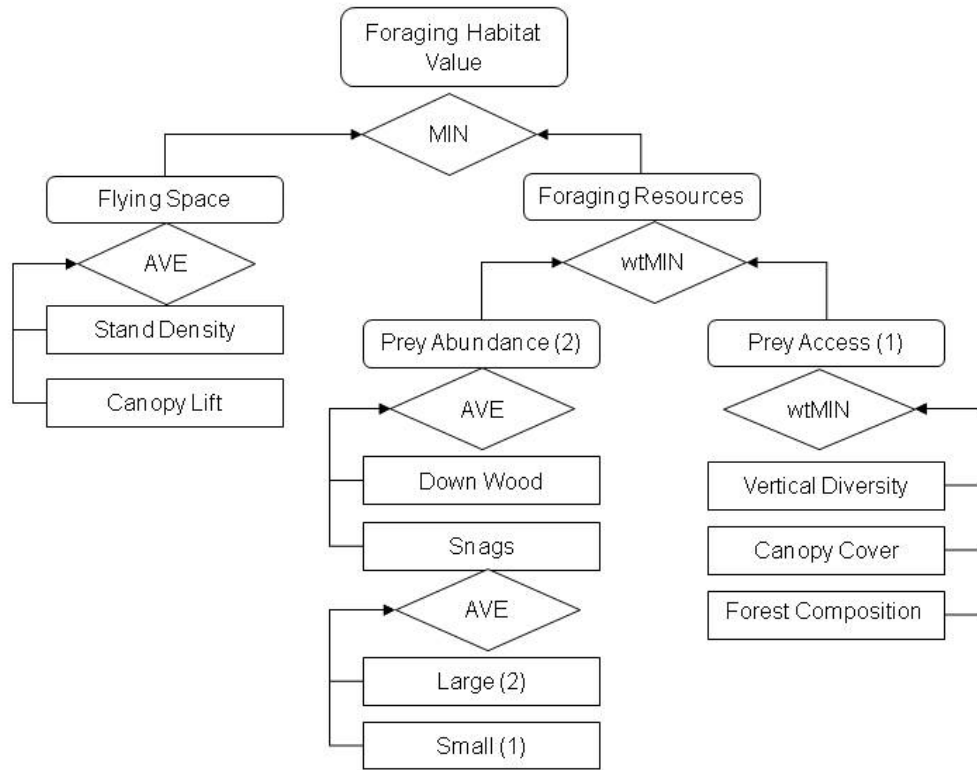 Foraging Habitat
Value
MIN
Flying Space
Foraging Resources
AVE
wtMIN
Stand Density
Prey Abundance (2)
Prey Access (1)
Canopy Lift
AVE
wtMIN
Down Wood
Vertical Diversity
Snags
Canopy Cover
AVE
Forest Composition
Large (2)
Small (1)